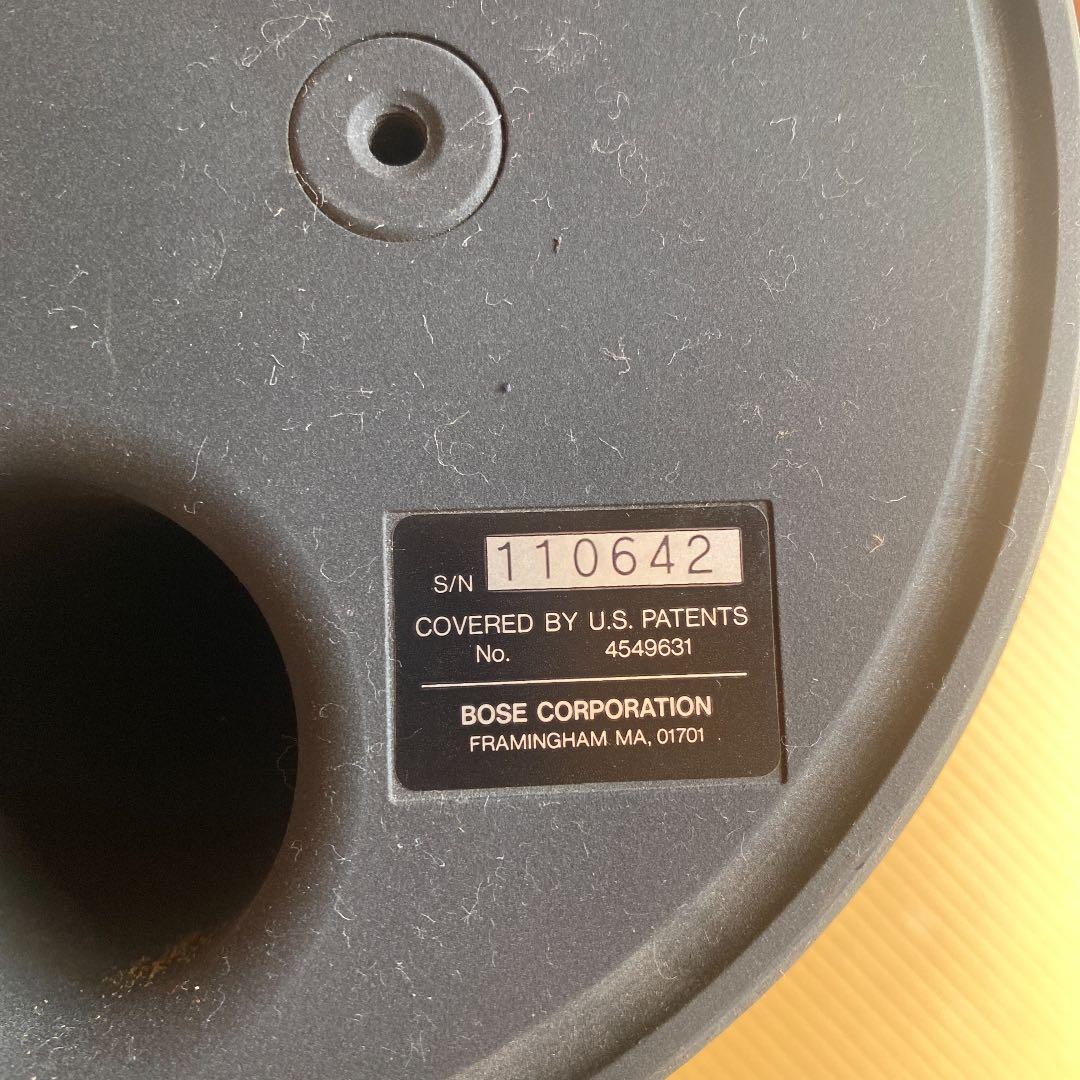 S/N 110642
COVERED BY U.S. PATENTS
No. 4549631
BOSE CORPORATION
FRAMINGHAM MA, 01701